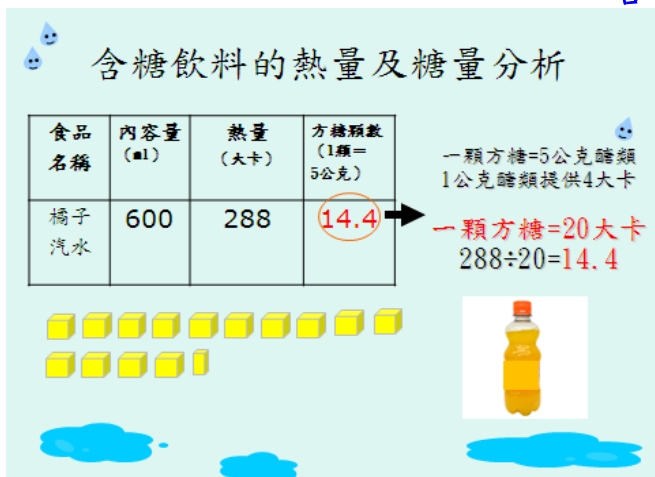 含糖飲料的熱量及糖量分析
食品
名稱
內容量
(ml)
熱量
(大卡)
方糖顆數
(1顆=
5公克)
橘子
汽水
600
288
14.4
一顆方糖=5公克醣類
1公克醣類提供4大卡
一顆方糖=20大卡
288÷20=14.4